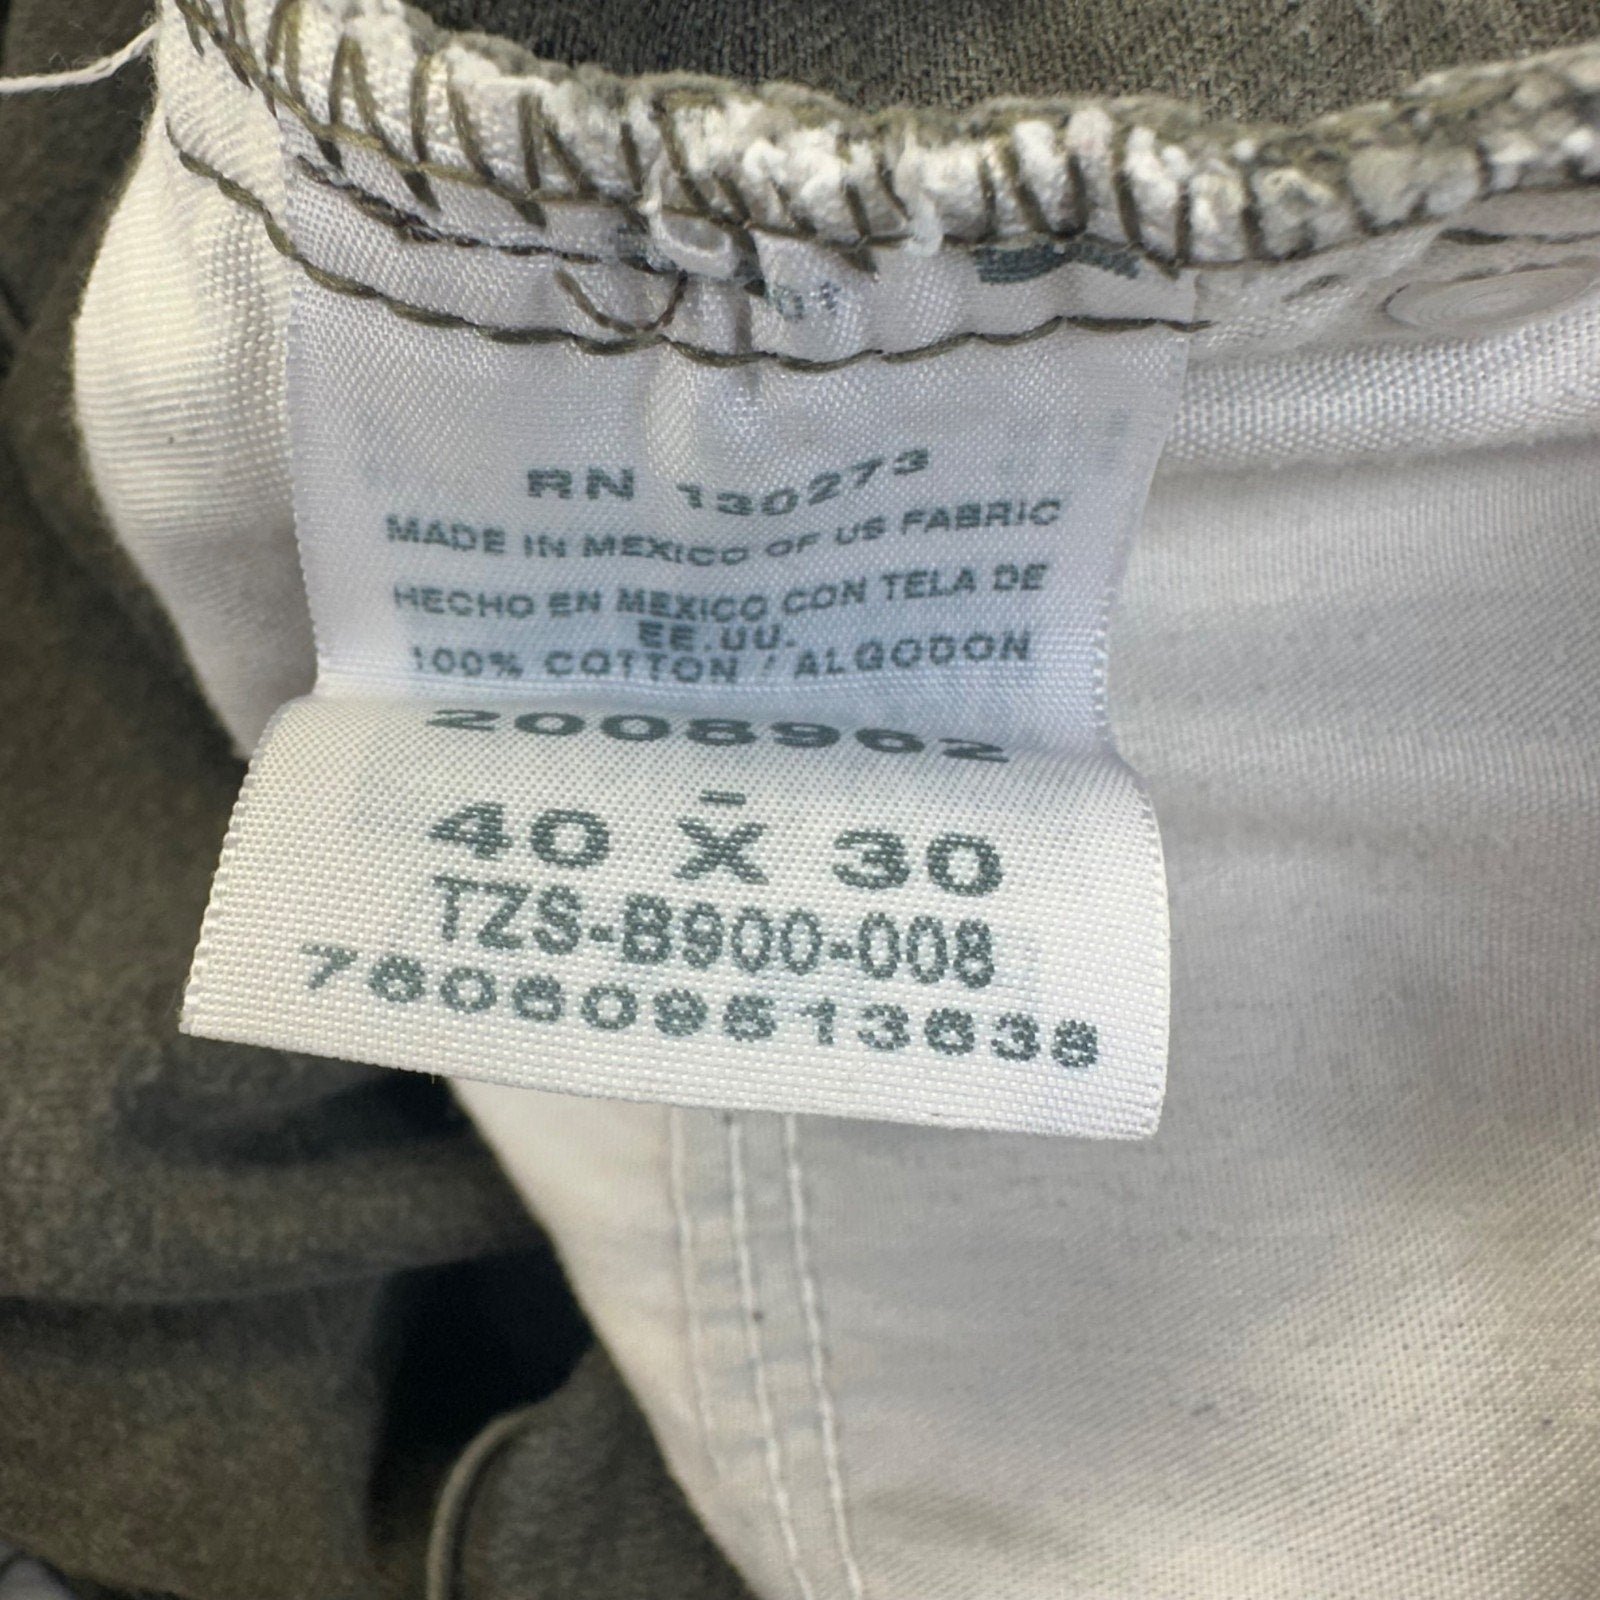 RN 130273
MADE IN MEXICO OF US FABRIC
HECHO EN MEXICO CON TELA DE
EE.UU.
100% COTTON / ALGODON
2008962
-
40 X 30
TZS-B900-008
760609513638